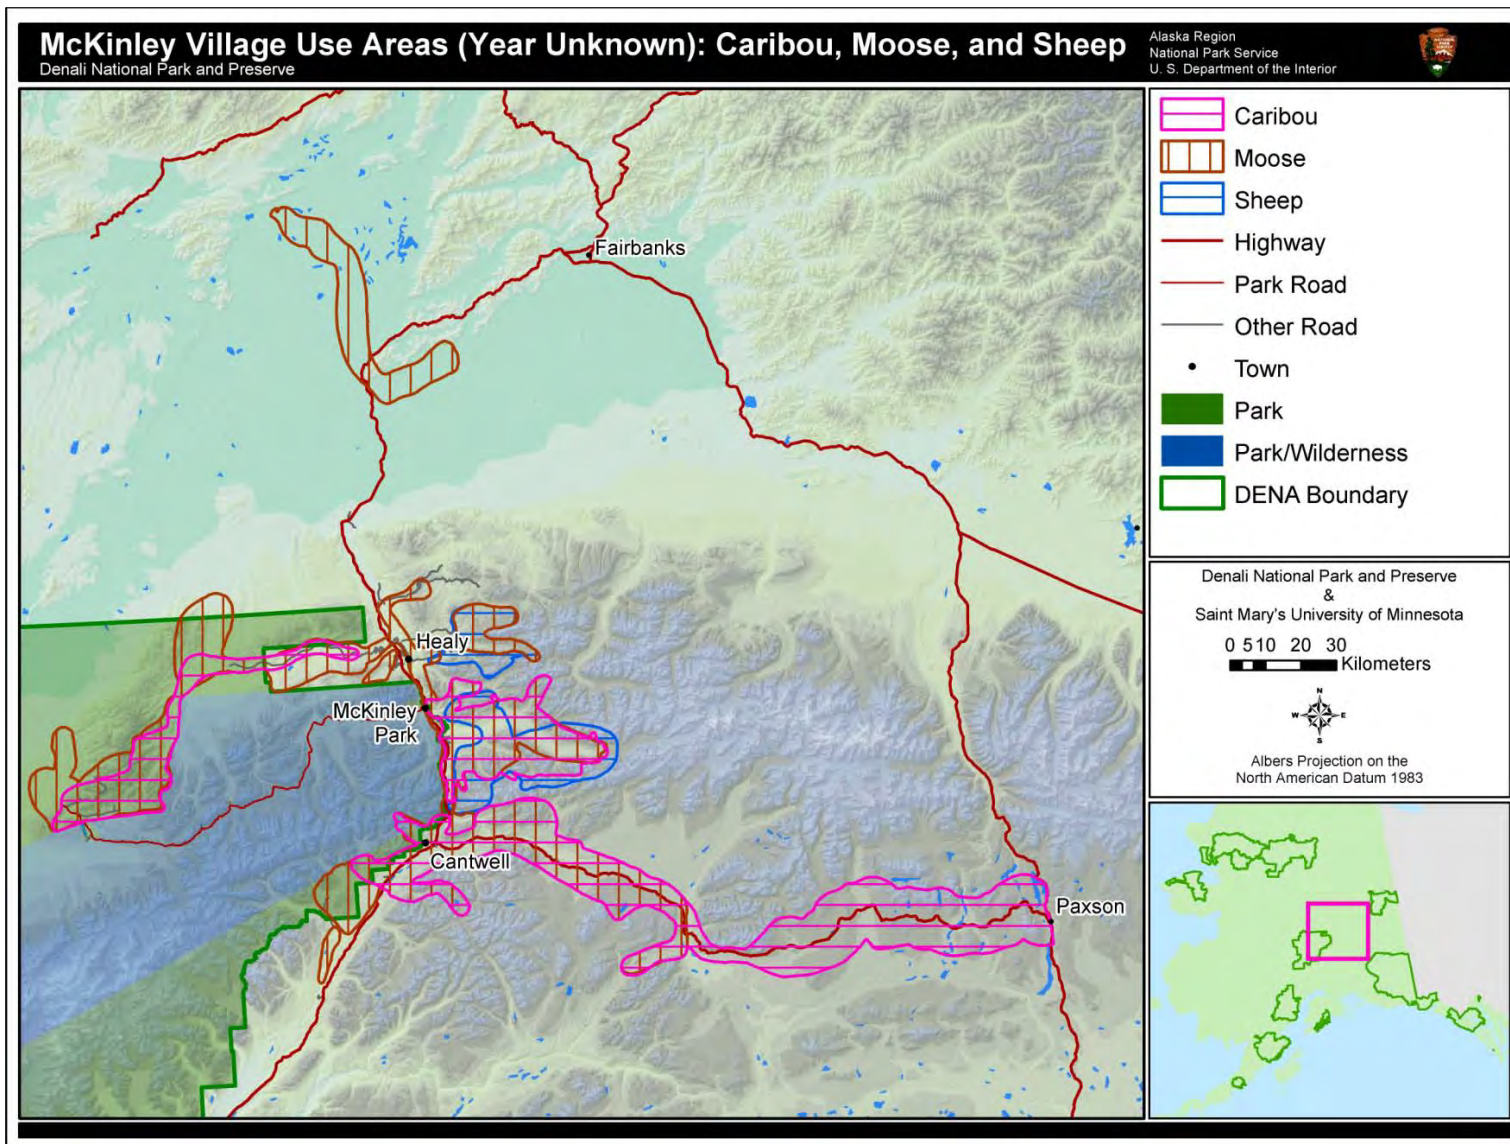 McKinley Village Use Areas (Year Unknown): Caribou, Moose, and Sheep
Denali National Park and Preserve
Alaska Region
National Park Service
U. S. Department of the Interior
Caribou
Moose
Sheep
Highway
Park Road
Other Road
Town
Park
Park/Wilderness
DENA Boundary
Fairbanks
Healy
McKinley
Park
Cantwell
Paxson
Denali National Park and Preserve
&
Saint Mary's University of Minnesota
0 5 10 20 30
Kilometers
N
W E
S
Albers Projection on the
North American Datum 1983